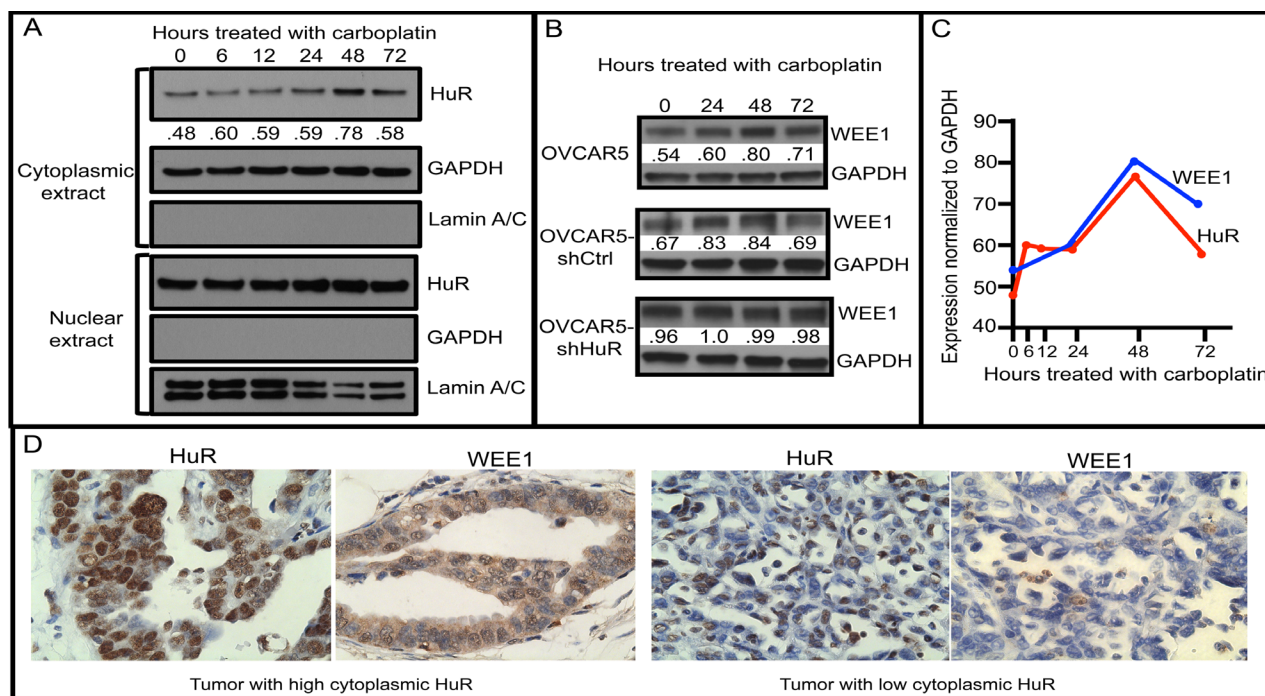 A
Hours treated with carboplatin
0 6 12 24 48 72
HuR
.48 .60 .59 .59 .78 .58
Cytoplasmic
extract
GAPDH
Lamin A/C
HuR
Nuclear
extract
GAPDH
Lamin A/C
B
Hours treated with carboplatin
0 24 48 72
WEE1
OVCAR5
.54 .60 .80 .71
GAPDH
WEE1
OVCAR5-
shCtrl
.67 .83 .84 .69
GAPDH
WEE1
OVCAR5-
shHuR
.96 1.0 .99 .98
GAPDH
C
Expression normalized to GAPDH
90
80
70
60
50
40
WEE1
HuR
0 6 12 24 48 72
Hours treated with carboplatin
D
HuR WEE1 HuR WEE1
Tumor with high cytoplasmic HuR
Tumor with low cytoplasmic HuR